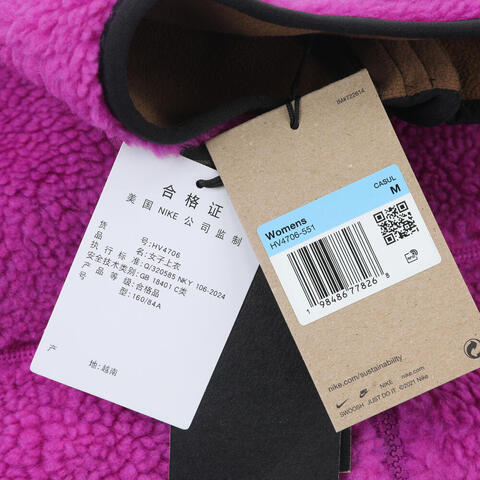 合格证
美国 NIKE 公司监制
货号:HV4706
品名:女子上衣
执行标准:Q/320585 NKY 106-2024
安全技术类别:GB 18401 C类
产品等级:合格品
型:160/84A
产地:越南
IM#722614
CASUL
M
Womens
HV4706-551
1 98486 77826 8
nike.com/sustainability
NIKE
SWOOSH JUST DO IT ©2021 Nike